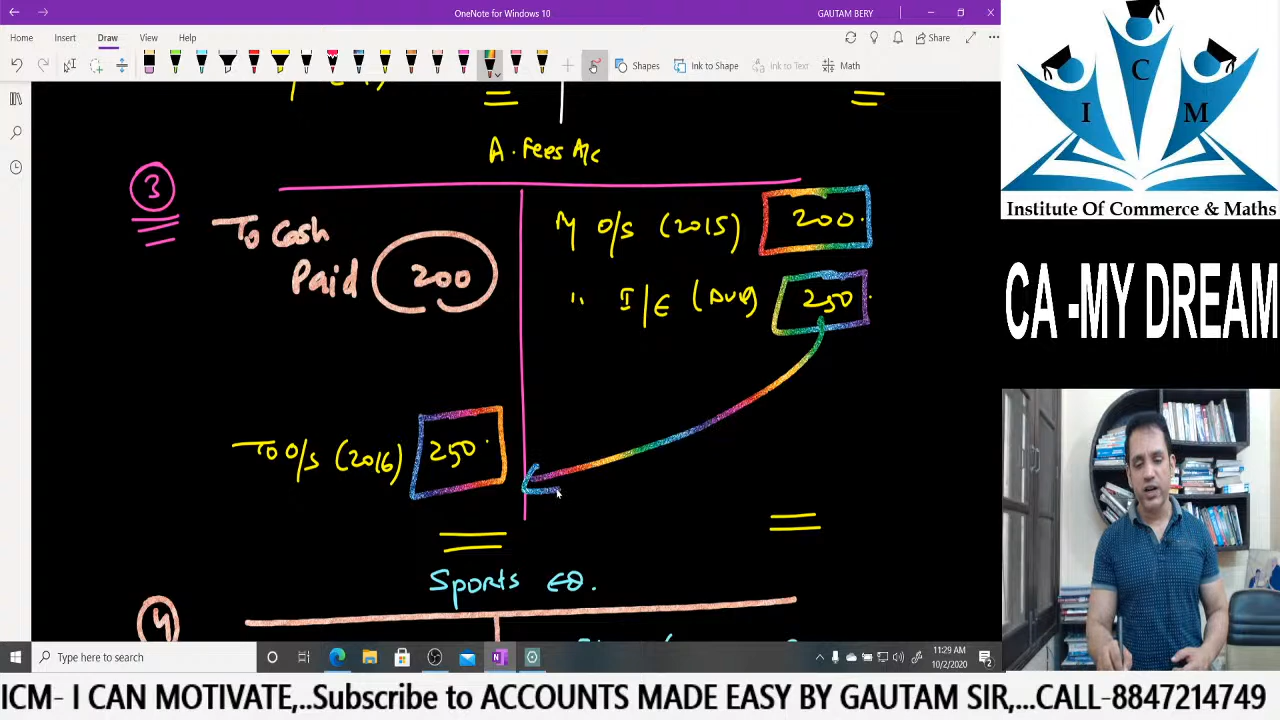 OneNote for Windows 10
GAUTAM BERY
Home Insert Draw View Help
Share
Shapes
Ink to Shape
Ink to Text
Math
I C M
Institute Of Commerce & Maths
CA -MY DREAM
A. Fees A/c
3
To Cash
Paid 200
By O/S (2015) 200
" I/E 250
To O/S (2016) 250
Sports EQ.
4
Type here to search
11:29 AM
10/2/2020
2
ICM- I CAN MOTIVATE,..Subscribe to ACCOUNTS MADE EASY BY GAUTAM SIR,...CALL-8847214749